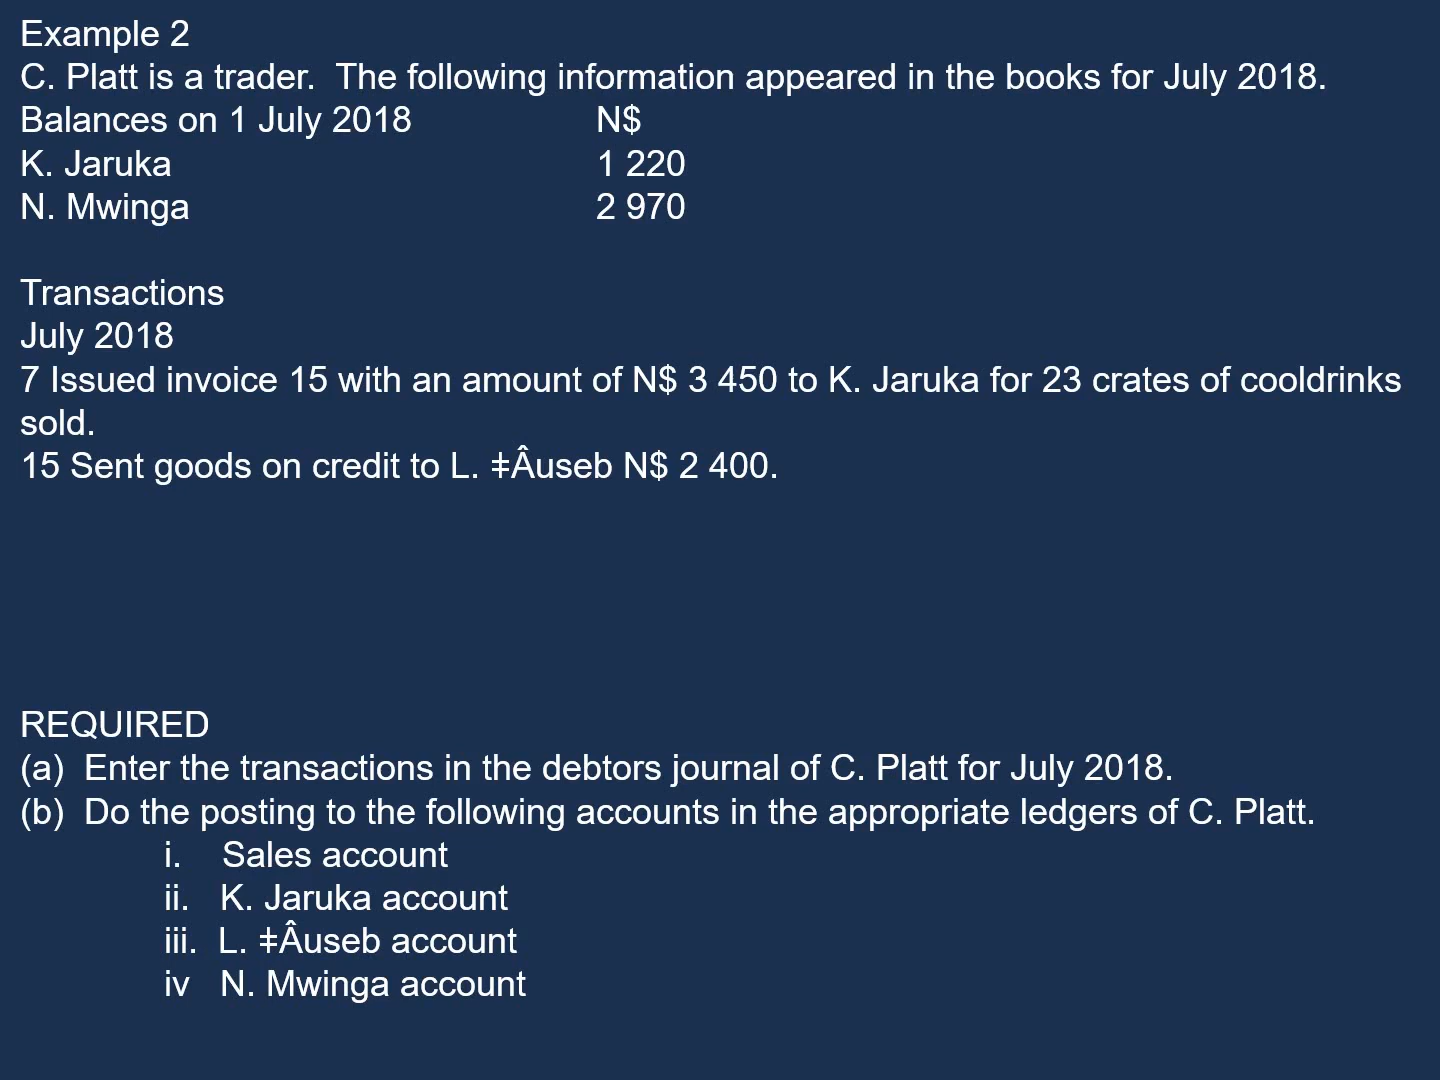 Example 2
C. Platt is a trader.  The following information appeared in the books for July 2018.
Balances on 1 July 2018 N$
K. Jaruka 1 220
N. Mwinga 2 970
Transactions
July 2018
7 Issued invoice 15 with an amount of N$ 3 450 to K. Jaruka for 23 crates of cooldrinks
sold.
15 Sent goods on credit to L. ǂÂuseb N$ 2 400.
REQUIRED
(a)  Enter the transactions in the debtors journal of C. Platt for July 2018.
(b)  Do the posting to the following accounts in the appropriate ledgers of C. Platt.
i. Sales account
ii. K. Jaruka account
iii. L. ǂÂuseb account
iv N. Mwinga account